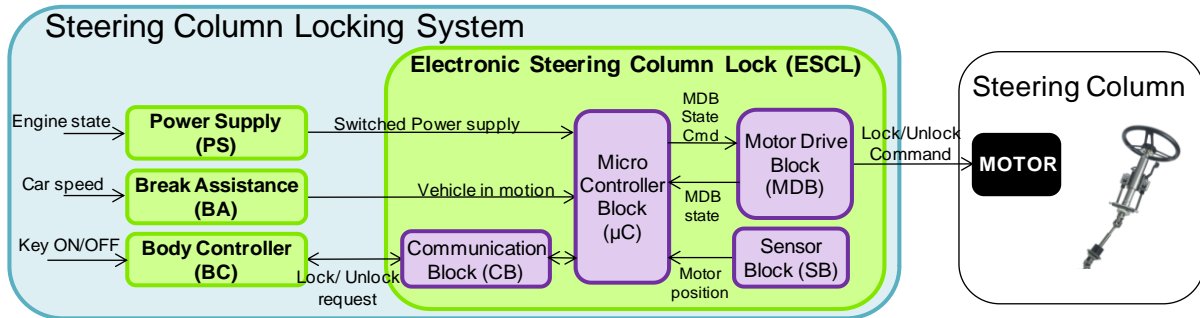 Steering Column Locking System
Electronic Steering Column Lock (ESCL)
Steering Column
Engine state
Power Supply
(PS)
Switched Power supply
Car speed
Break Assistance
(BA)
Vehicle in motion
Key ON/OFF
Body Controller
(BC)
Lock/ Unlock
request
Communication
Block (CB)
Micro
Controller
Block
(µC)
MDB
State
Cmd
MDB
state
Motor
position
Motor Drive
Block
(MDB)
Sensor
Block (SB)
Lock/Unlock
Command
MOTOR